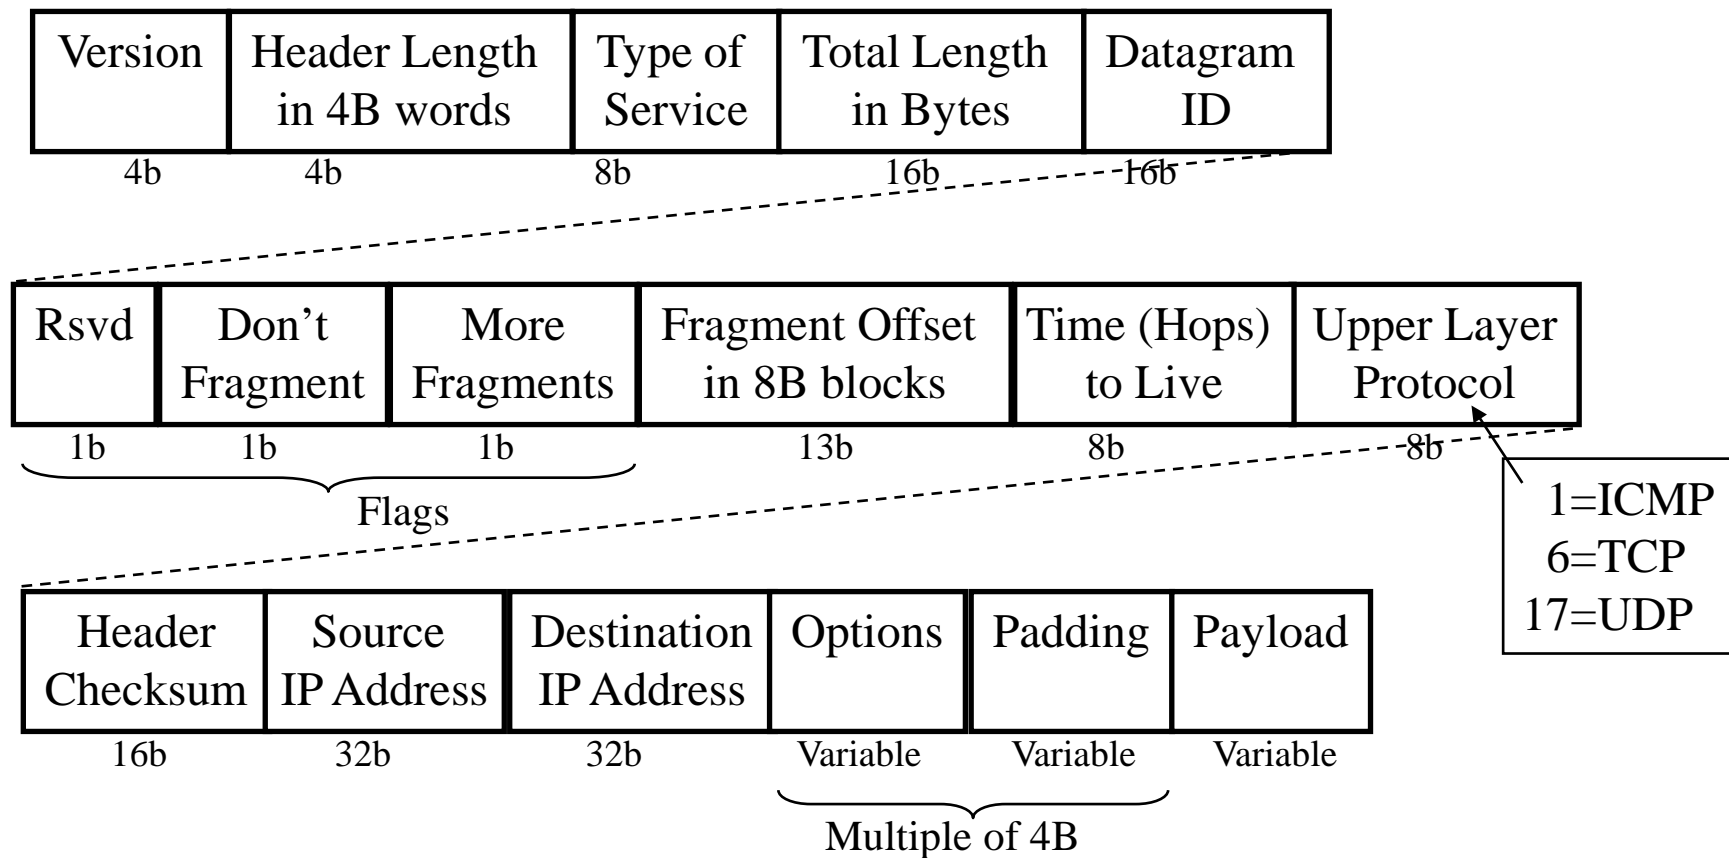 Version
Header Length
in 4B words
Type of
Service
Total Length
in Bytes
Datagram
ID
4b
4b
8b
16b
16b
Rsvd
Don’t
Fragment
More
Fragments
Fragment Offset
in 8B blocks
Time (Hops)
to Live
Upper Layer
Protocol
1b
1b
1b
13b
8b
8b
Flags
1=ICMP
6=TCP
17=UDP
Header
Checksum
Source
IP Address
Destination
IP Address
Options
Padding
Payload
16b
32b
32b
Variable
Variable
Variable
Multiple of 4B